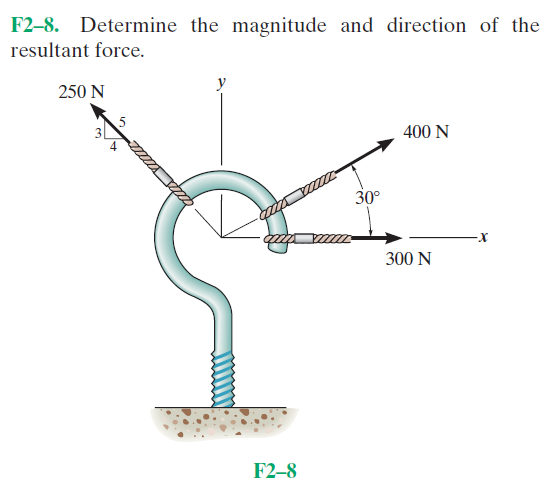 F2–8. Determine the magnitude and direction of the
resultant force.
y
250 N
5
3
4
400 N
30°
x
300 N
F2–8